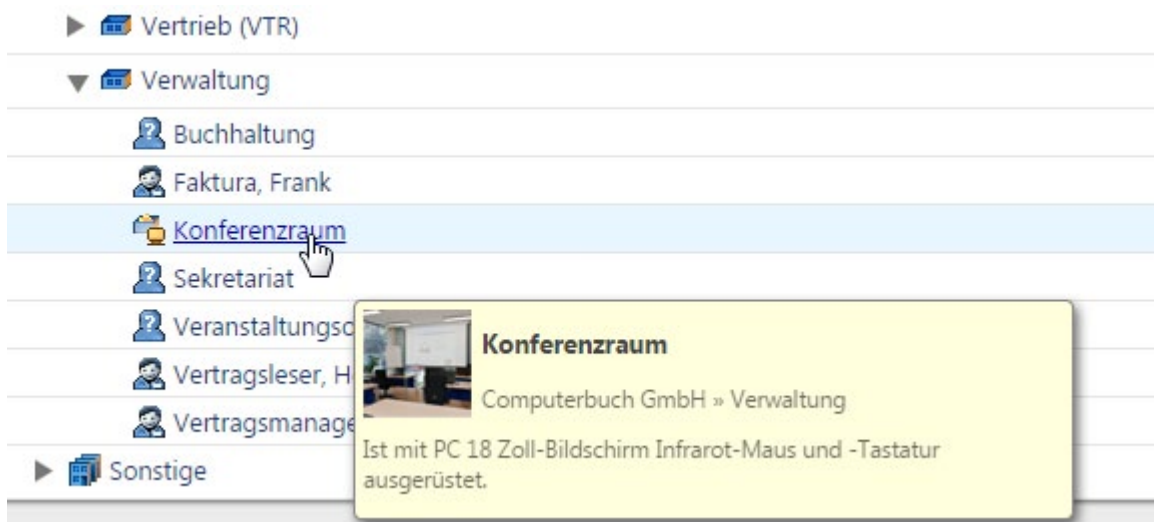 Vertrieb (VTR)
Verwaltung
Buchhaltung
Faktura, Frank
Konferenzraum
Sekretariat
Vertragsleser, H
Vertragsmanage
Sonstige
Konferenzraum
Computerbuch GmbH » Verwaltung
Ist mit PC 18 Zoll-Bildschirm Infrarot-Maus und -Tastatur
ausgerüstet.